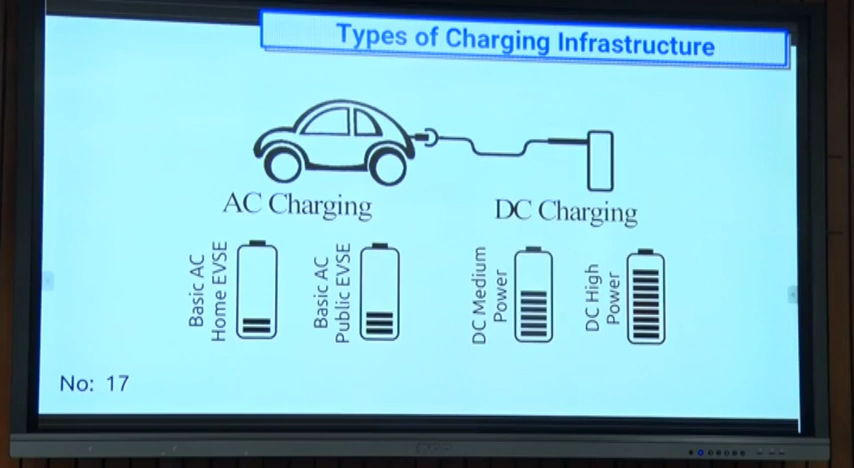 Types of Charging Infrastructure
AC Charging
DC Charging
Basic AC
Home EVSE
Basic AC
Public EVSE
DC Medium
Power
DC High
Power
No: 17